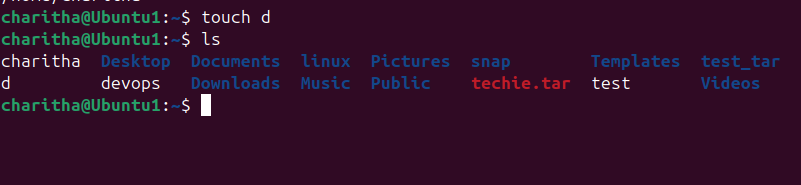 charitha@Ubuntu1:~$ touch d
charitha@Ubuntu1:~$ ls
charitha  Desktop  Documents  linux  Pictures  snap  Templates  test_tar
d  devops  Downloads  Music  Public  techie.tar  test  Videos
charitha@Ubuntu1:~$